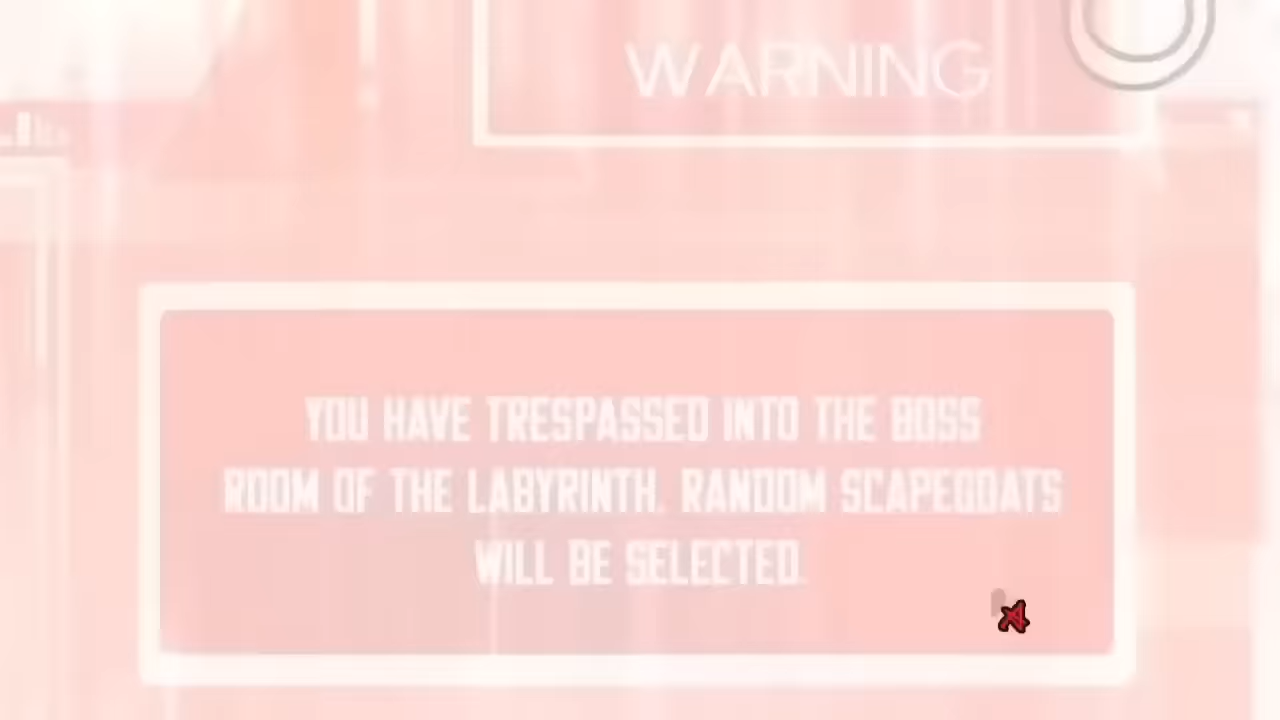 WARNING
YOU HAVE TRESPASSED INTO THE BOSS
ROOM OF THE LABYRINTH. RANDOM SCAPEGOATS
WILL BE SELECTED.